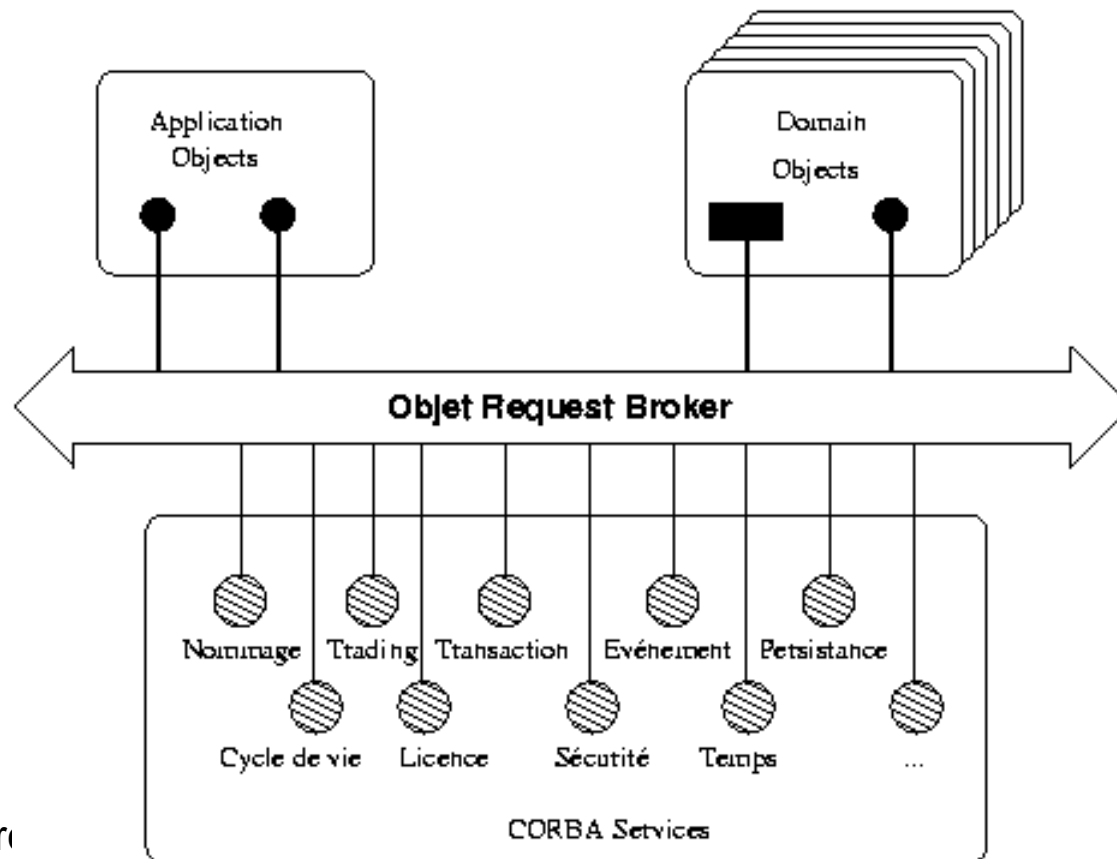 Application
Objects
Domain
Objects
Objet Request Broker
Nommage Trading Transaction Evénement Persistance
Cycle de vie Licence Sécurité Temps ...
CORBA Services